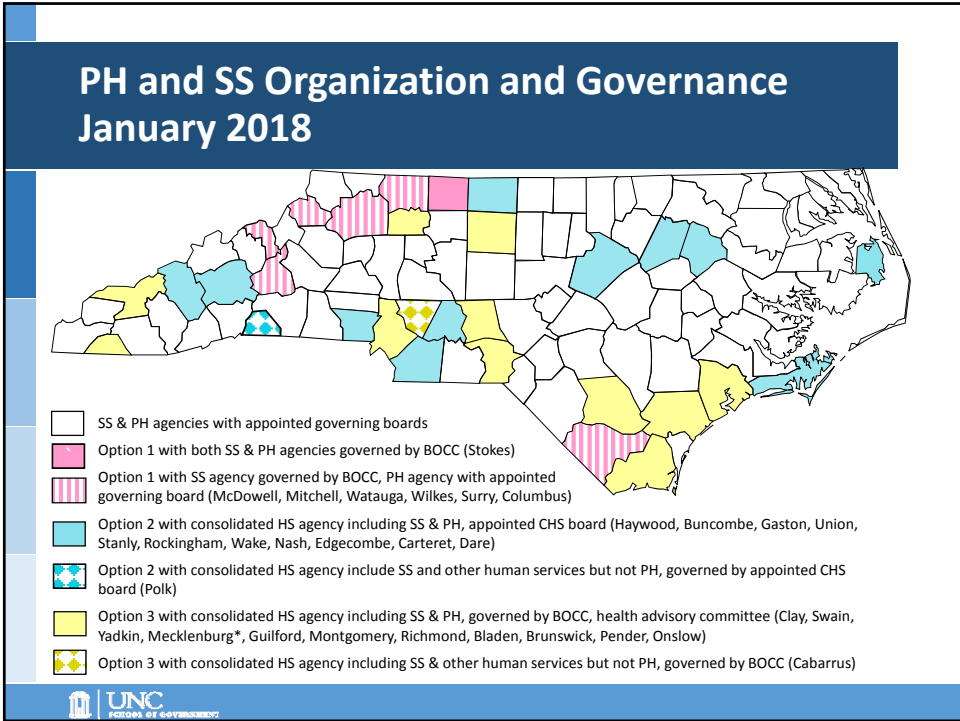 PH and SS Organization and Governance
January 2018
SS & PH agencies with appointed governing boards
Option 1 with both SS & PH agencies governed by BOCC (Stokes)
Option 1 with SS agency governed by BOCC, PH agency with appointed
governing board (McDowell, Mitchell, Watauga, Wilkes, Surry, Columbus)
Option 2 with consolidated HS agency including SS & PH, appointed CHS board (Haywood, Buncombe, Gaston, Union,
Stanly, Rockingham, Wake, Nash, Edgecombe, Carteret, Dare)
Option 2 with consolidated HS agency include SS and other human services but not PH, governed by appointed CHS
board (Polk)
Option 3 with consolidated HS agency including SS & PH, governed by BOCC, health advisory committee (Clay, Swain,
Yadkin, Mecklenburg*, Guilford, Montgomery, Richmond, Bladen, Brunswick, Pender, Onslow)
Option 3 with consolidated HS agency including SS & other human services but not PH, governed by BOCC (Cabarrus)
UNC
SCHOOL OF GOVERNMENT